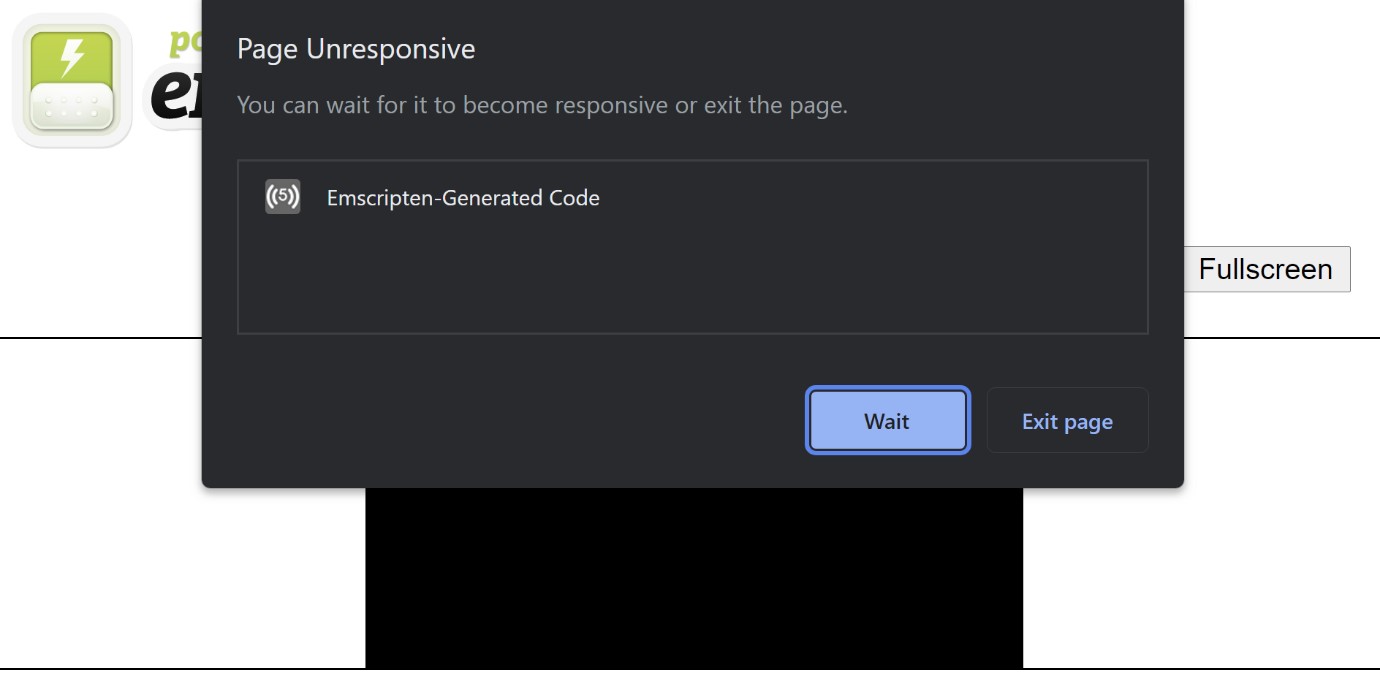 Page Unresponsive
You can wait for it to become responsive or exit the page.
5
Emscripten-Generated Code
Fullscreen
Wait
Exit page